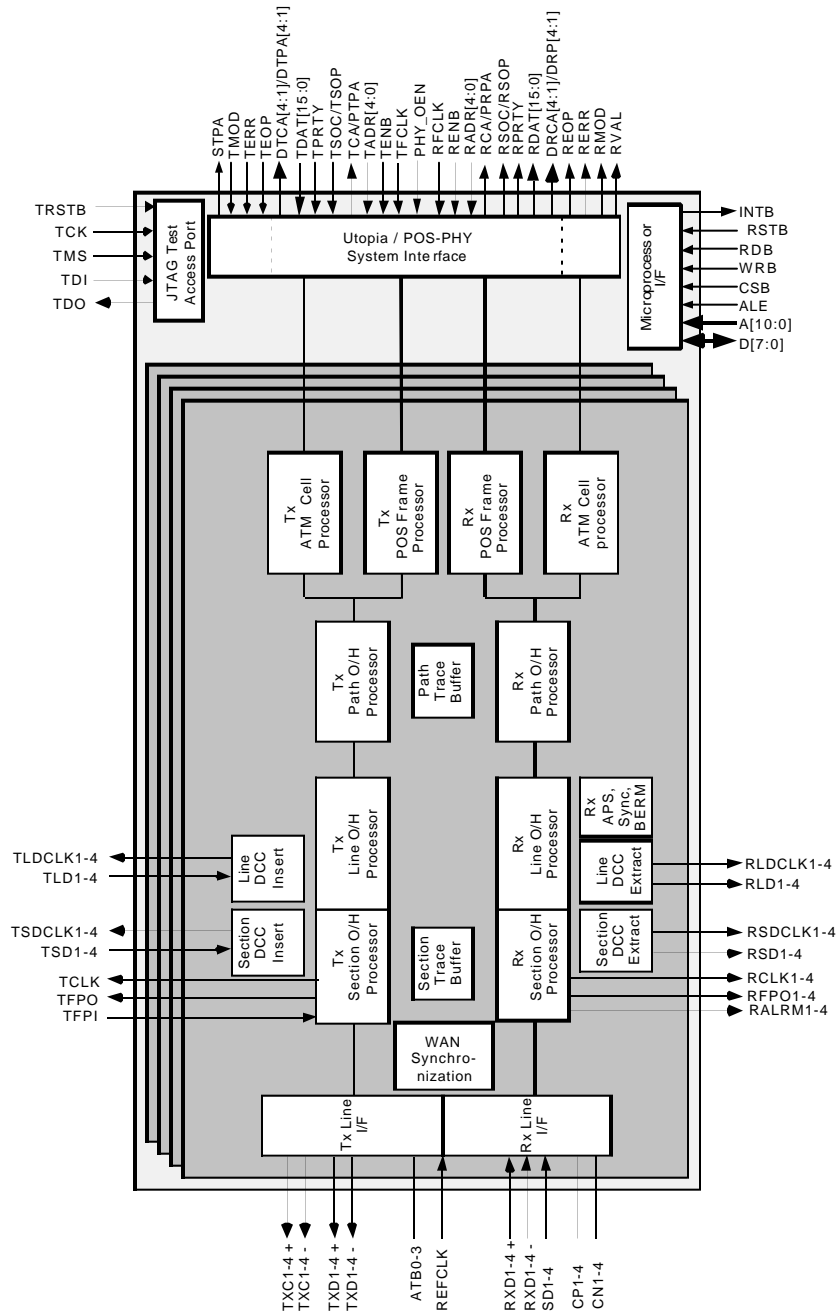 STPA
TMOD
TERR
TEOP
DTCA[4:1]/DTPA[4:1]
TDAT[15:0]
TPRTY
TSOC/TSOP
TCA/PTPA
TADR[4:0]
TENB
TFCLK
PHY_OEN
RFCLK
RENB
RADR[4:0]
RCA/PRPA
RSOC/RSOP
RPRTY
RDAT[15:0]
DRCA[4:1]/DRP[4:1]
REOP
RERR
RMOD
RVAL
TRSTB
TCK
TMS
TDI
TDO
JTAG Test
Access Port
Utopia / POS-PHY
System Interface
Microprocess or
I/F
INTB
RSTB
RDB
WRB
CSB
ALE
A[10:0]
D[7:0]
Tx
ATM Cell
Processor
Tx
POS Frame
Processor
Rx
POS Frame
Processor
Rx
ATM Cell
processor
Tx
Path O/H
Processor
Path
Trace
Buffer
Rx
Path O/H
Processor
TLDCLK1-4
TLD1-4
Line
DCC
Insert
Tx
Line O/H
Processor
Rx
Line O/H
Processor
Rx
APS,
Sync,
BERM
Line
DCC
Extract
RLDCLK1-4
RLD1-4
TSDCLK1-4
TSD1-4
Section
DCC
Insert
Tx
Section O/H
Processor
Section
Trace
Buffer
Rx
Section O/H
Processor
Section
DCC
Extract
RSDCLK1-4
RSD1-4
TCLK
TFPO
TFPI
RCLK1-4
RFPO1-4
RALRM1-4
WAN
Synchro-
nization
Tx Line
I/F
Rx Line
I/F
TXC1-4 +
TXC1-4 -
TXD1-4 +
TXD1-4 -
ATB0-3
REFCLK
RXD1-4 +
RXD1-4 -
SD1-4
CP1-4
CN1-4